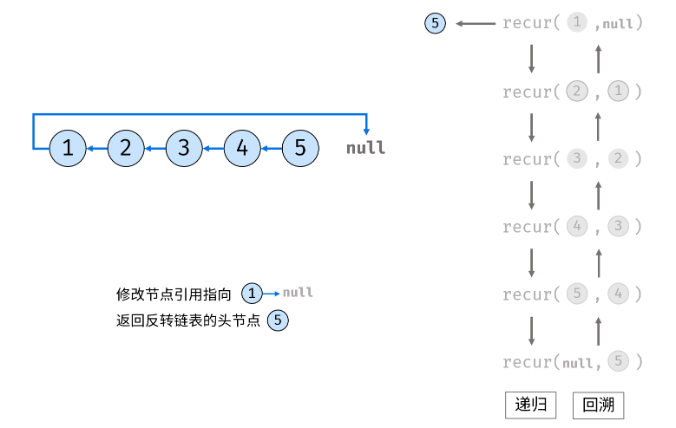 5 recur( 1 ,null)
recur( 2 , 1 )
1 2 3 4 5 null
recur( 3 , 2 )
recur( 4 , 3 )
修改节点引用指向 1 null
recur( 5 , 4 )
返回反转链表的头节点 5
recur(null, 5 )
递归 回溯